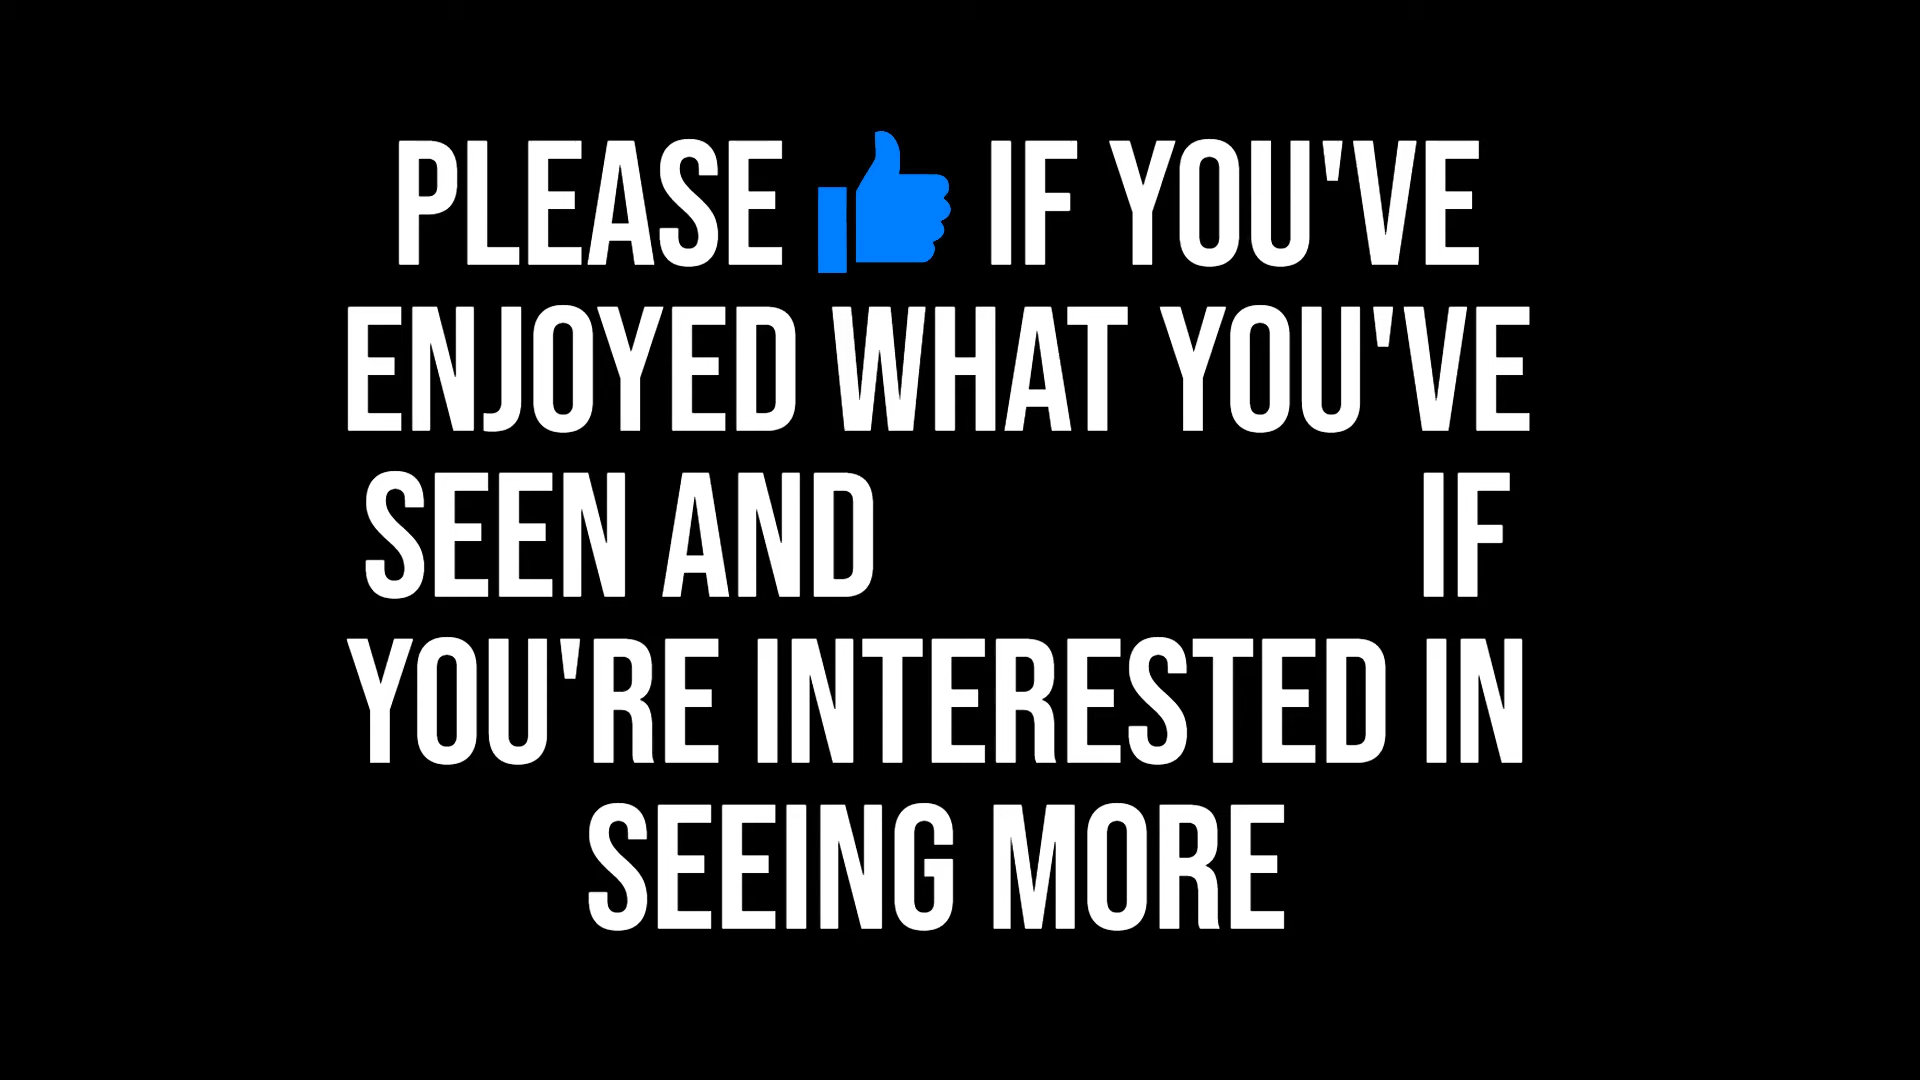 PLEASE IF YOU'VE
ENJOYED WHAT YOU'VE
SEEN AND IF
YOU'RE INTERESTED IN
SEEING MORE